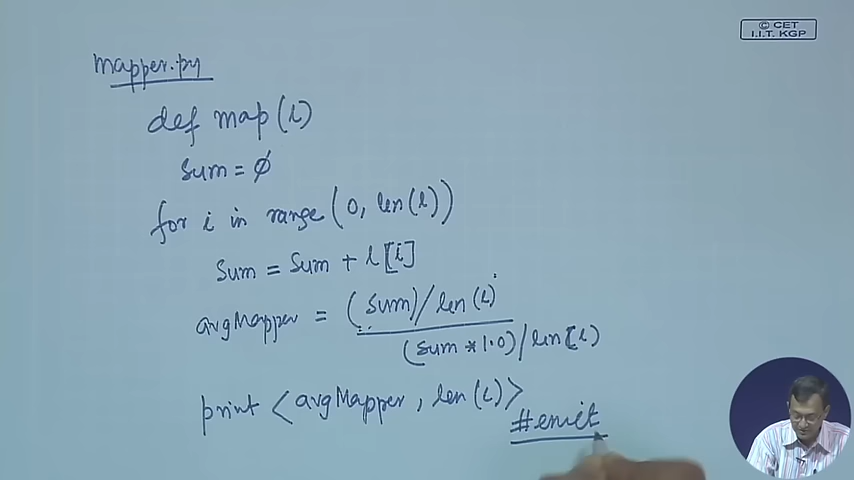 © CET
I.I.T. KGP
mapper.py
def map(l)
sum = ∅
for i in range(0, len(l))
sum = sum + l[i]
avgMapper = (sum)/len(l)
(sum * 1.0)/len(l)
print <avgMapper, len(l)>
#emit